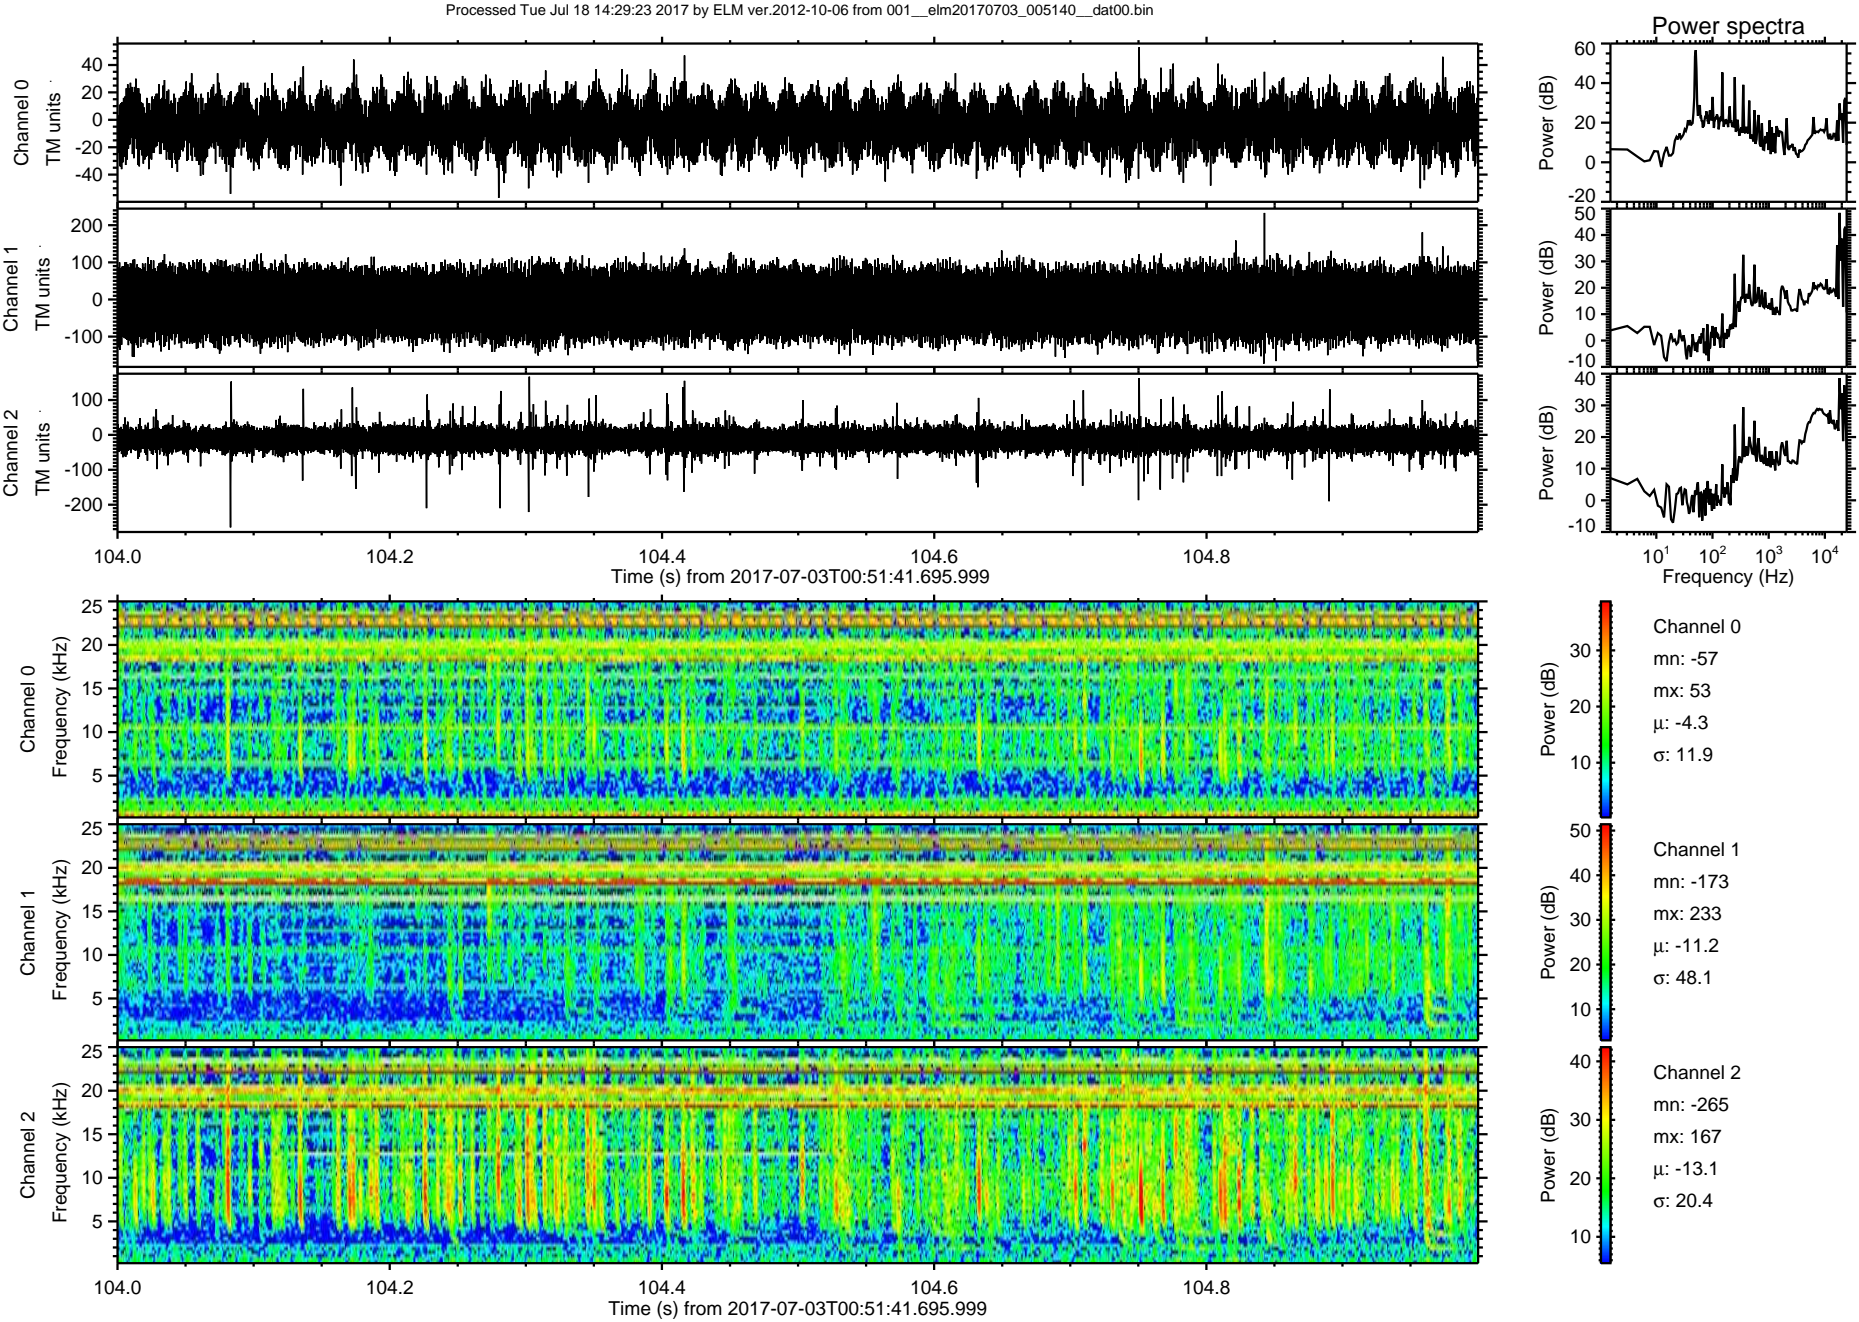 Processed Tue Jul 18 14:29:23 2017 by ELM ver.2012-10-06 from 001__elm20170703_005140__dat00.bin
Power spectra
Channel 0
TM units
40
20
0
-20
-40
Power (dB)
60
40
20
0
-20
Channel 1
TM units
200
100
0
-100
Power (dB)
50
40
30
20
10
0
-10
Channel 2
TM units
100
0
-100
-200
Power (dB)
40
30
20
10
0
-10
104.0 104.2 104.4 104.6 104.8
Time (s) from 2017-07-03T00:51:41.695.999
10¹ 10² 10³ 10⁴
Frequency (Hz)
Channel 0
Frequency (kHz)
25
20
15
10
5
Power (dB)
30
20
10
Channel 0
mn: -57
mx: 53
μ: -4.3
σ: 11.9
Channel 1
Frequency (kHz)
25
20
15
10
5
Power (dB)
50
40
30
20
10
Channel 1
mn: -173
mx: 233
μ: -11.2
σ: 48.1
Channel 2
Frequency (kHz)
25
20
15
10
5
Power (dB)
40
30
20
10
Channel 2
mn: -265
mx: 167
μ: -13.1
σ: 20.4
104.0 104.2 104.4 104.6 104.8
Time (s) from 2017-07-03T00:51:41.695.999